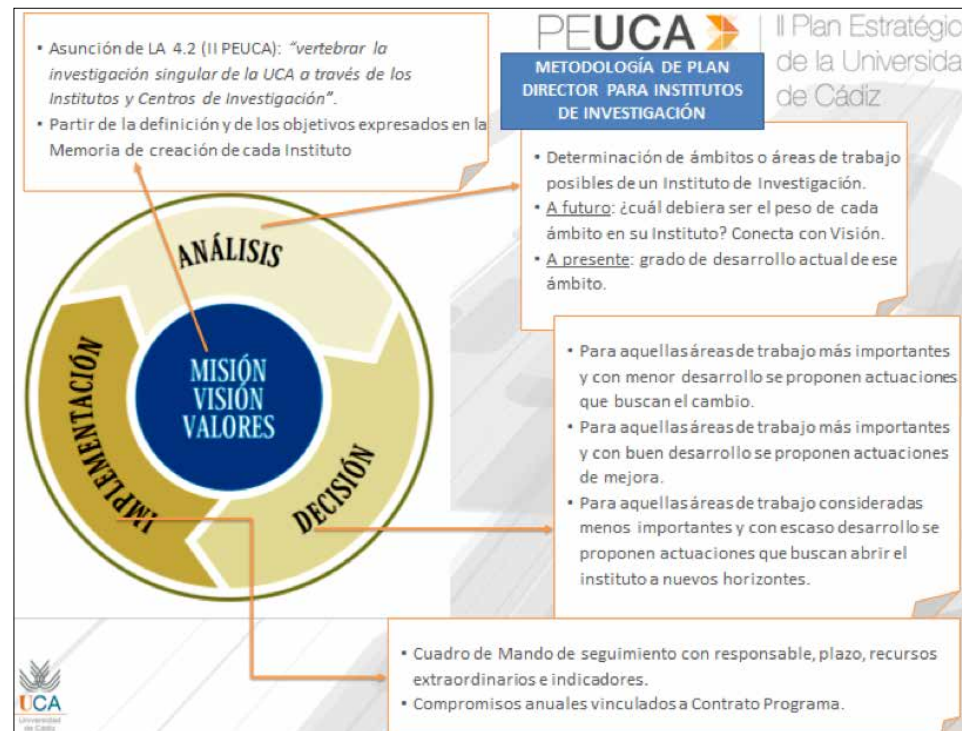 • Asunción de LA 4.2 (II PEUCA): “vertebrar la
investigación singular de la UCA a través de los
Institutos y Centros de Investigación”.
• Partir de la definición y de los objetivos expresados en la
Memoria de creación de cada Instituto
PEUCA
II Plan Estratégic
de la Universida
de Cádiz
METODOLOGÍA DE PLAN
DIRECTOR PARA INSTITUTOS
DE INVESTIGACIÓN
• Determinación de ámbitos o áreas de trabajo
posibles de un Instituto de Investigación.
• A futuro: ¿cuál debiera ser el peso de cada
ámbito en su Instituto? Conecta con Visión.
• A presente: grado de desarrollo actual de ese
ámbito.
ANÁLISIS
MISIÓN
VISIÓN
VALORES
IMPLEMENTACIÓN
DECISIÓN
• Para aquellas áreas de trabajo más importantes
y con menor desarrollo se proponen actuaciones
que buscan el cambio.
• Para aquellas áreas de trabajo más importantes
y con buen desarrollo se proponen actuaciones
de mejora.
• Para aquellas áreas de trabajo consideradas
menos importantes y con escaso desarrollo se
proponen actuaciones que buscan abrir el
instituto a nuevos horizontes.
• Cuadro de Mando de seguimiento con responsable, plazo, recursos
extraordinarios e indicadores.
• Compromisos anuales vinculados a Contrato Programa.
UCA
Universidad
de Cádiz